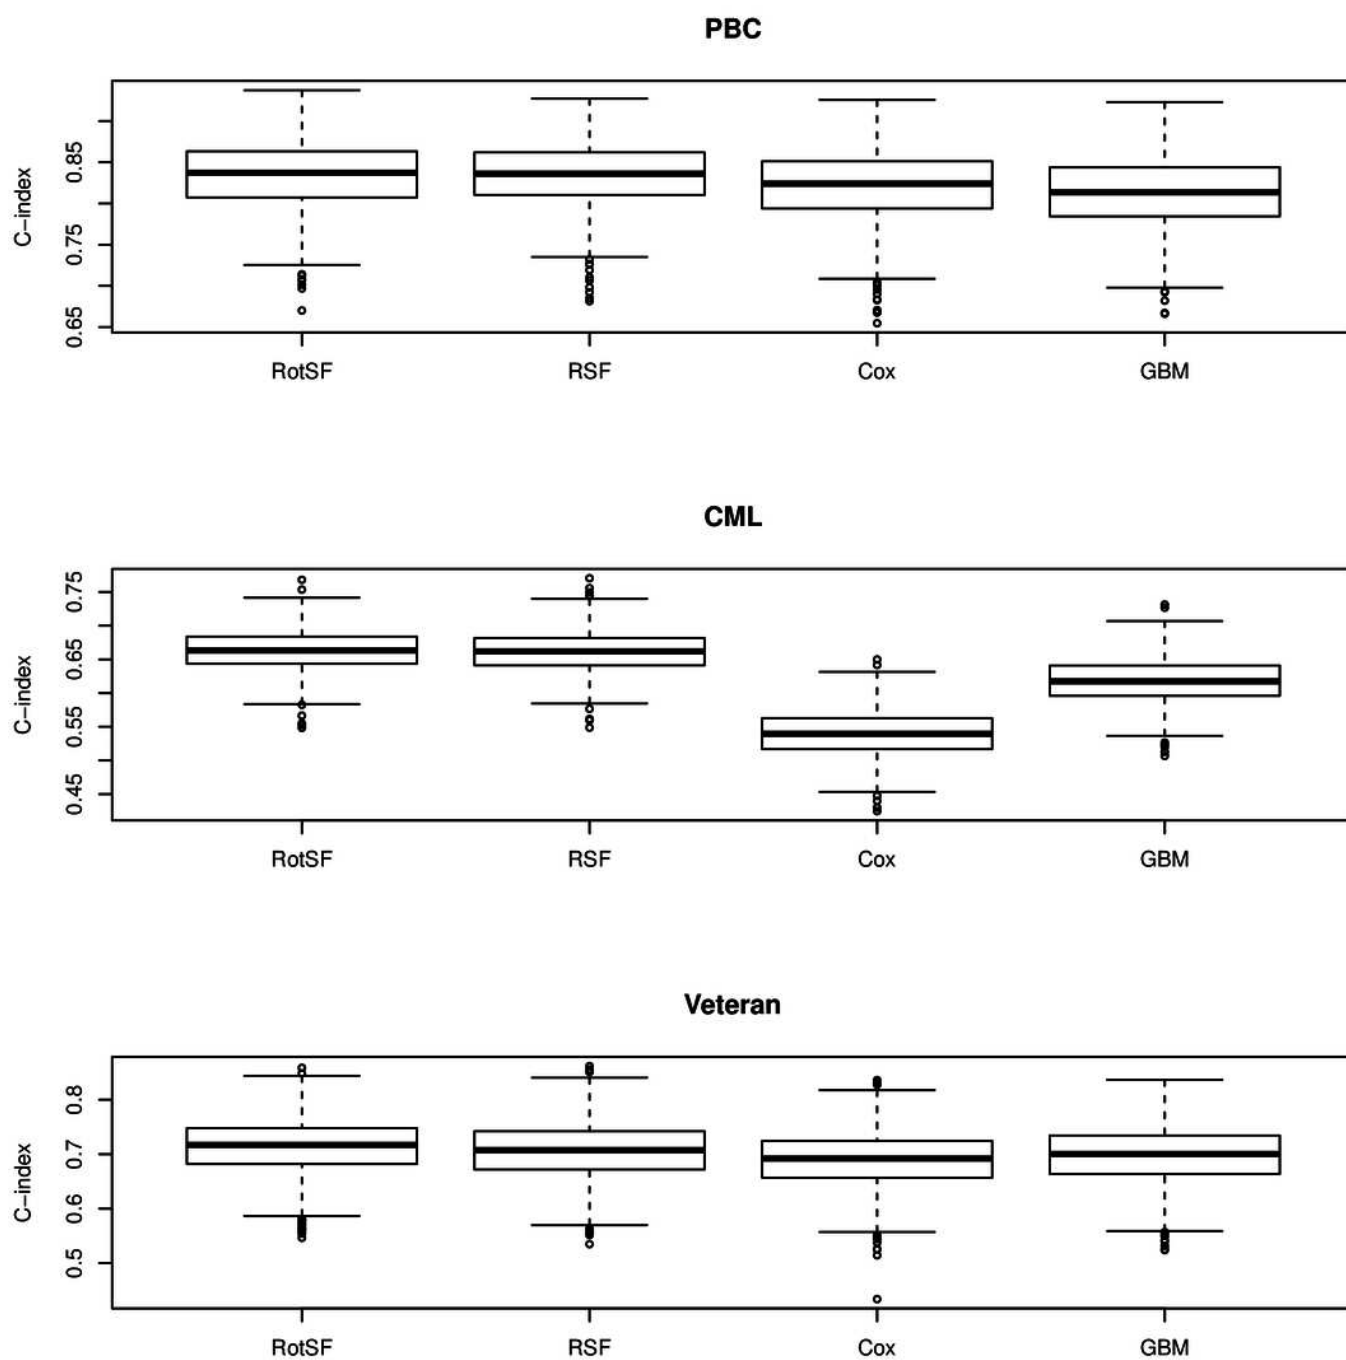 PBC
C-index
0.85
0.75
0.65
RotSF RSF Cox GBM
CML
C-index
0.75
0.65
0.55
0.45
RotSF RSF Cox GBM
Veteran
C-index
0.8
0.7
0.6
0.5
RotSF RSF Cox GBM